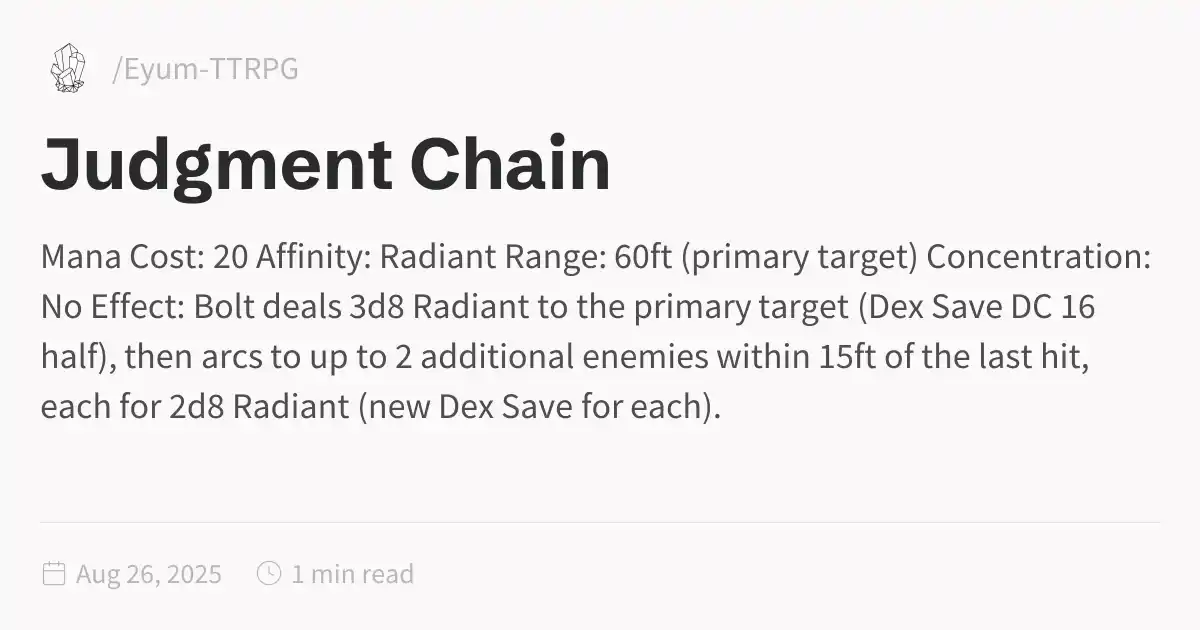 /Eyum-TTRPG
Judgment Chain
Mana Cost: 20 Affinity: Radiant Range: 60ft (primary target) Concentration:
No Effect: Bolt deals 3d8 Radiant to the primary target (Dex Save DC 16
half), then arcs to up to 2 additional enemies within 15ft of the last hit,
each for 2d8 Radiant (new Dex Save for each).
Aug 26, 2025 1 min read